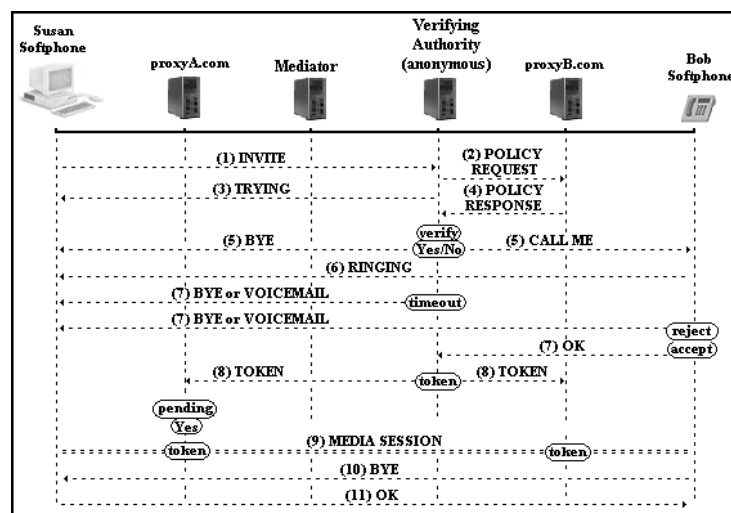 Susan
Softphone
proxyA.com
Mediator
Verifying
Authority
(anonymous)
proxyB.com
Bob
Softphone
(1) INVITE
(2) POLICY
REQUEST
(3) TRYING
(4) POLICY
RESPONSE
verify
Yes/No
(5) BYE
(5) CALL ME
(6) RINGING
(7) BYE or VOICEMAIL
timeout
(7) BYE or VOICEMAIL
reject
(7) OK
accept
(8) TOKEN
token
(8) TOKEN
pending
Yes
token
(9) MEDIA SESSION
token
(10) BYE
(11) OK